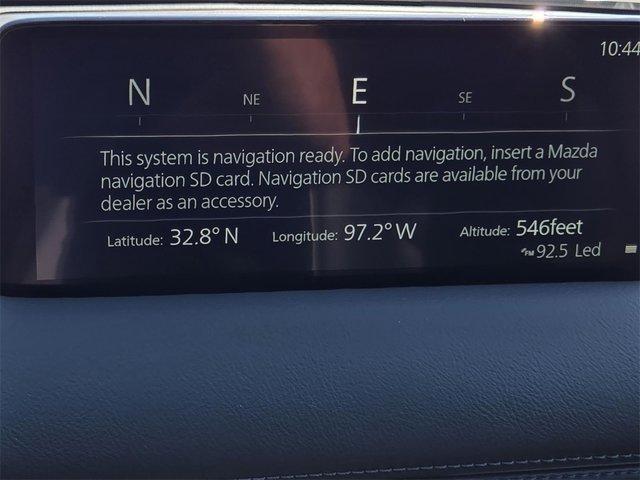 10:44
N NE E SE S
This system is navigation ready. To add navigation, insert a Mazda
navigation SD card. Navigation SD cards are available from your
dealer as an accessory.
Latitude: 32.8° N Longitude: 97.2° W Altitude: 546feet
FM 92.5 Led